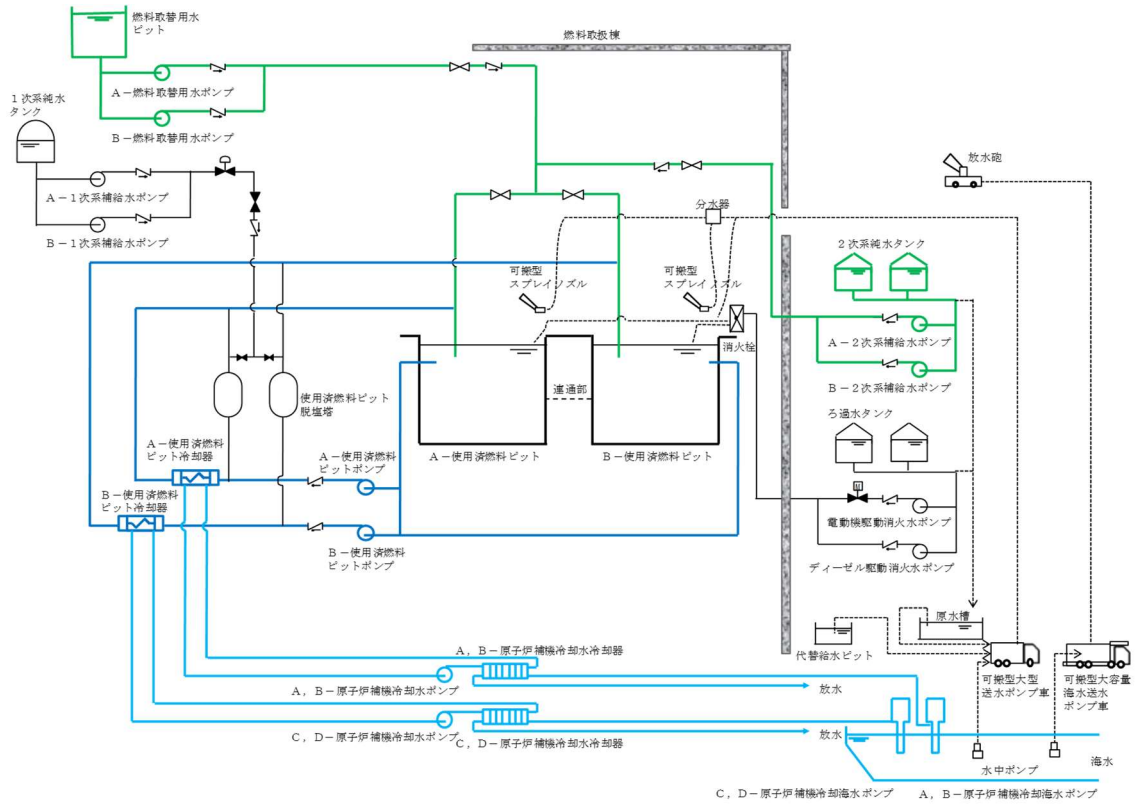 燃料取替用水
ピット
燃料取扱棟
A－燃料取替用水ポンプ
1次系純水
タンク
B－燃料取替用水ポンプ
放水砲
A－1次系補給水ポンプ
分水器
B－1次系補給水ポンプ
2次系純水タンク
可搬型
スプレイノズル
可搬型
スプレイノズル
消火栓
A－2次系補給水ポンプ
連通部
B－2次系補給水ポンプ
使用済燃料ピット
脱塩塔
ろ過水タンク
A－使用済燃料
ピット冷却器
A－使用済燃料
ピットポンプ
A－使用済燃料ピット
B－使用済燃料ピット
B－使用済燃料
ピット冷却器
M
電動機駆動消火水ポンプ
B－使用済燃料
ピットポンプ
ディーゼル駆動消火水ポンプ
原水槽
代替給水ピット
A，B－原子炉補機冷却水冷却器
可搬型大型
送水ポンプ車
可搬型大容量
海水送水
ポンプ車
A，B－原子炉補機冷却水ポンプ
放水
C，D－原子炉補機冷却水ポンプ
C，D－原子炉補機冷却水冷却器
放水
海水
水中ポンプ
C，D－原子炉補機冷却海水ポンプ
A，B－原子炉補機冷却海水ポンプ